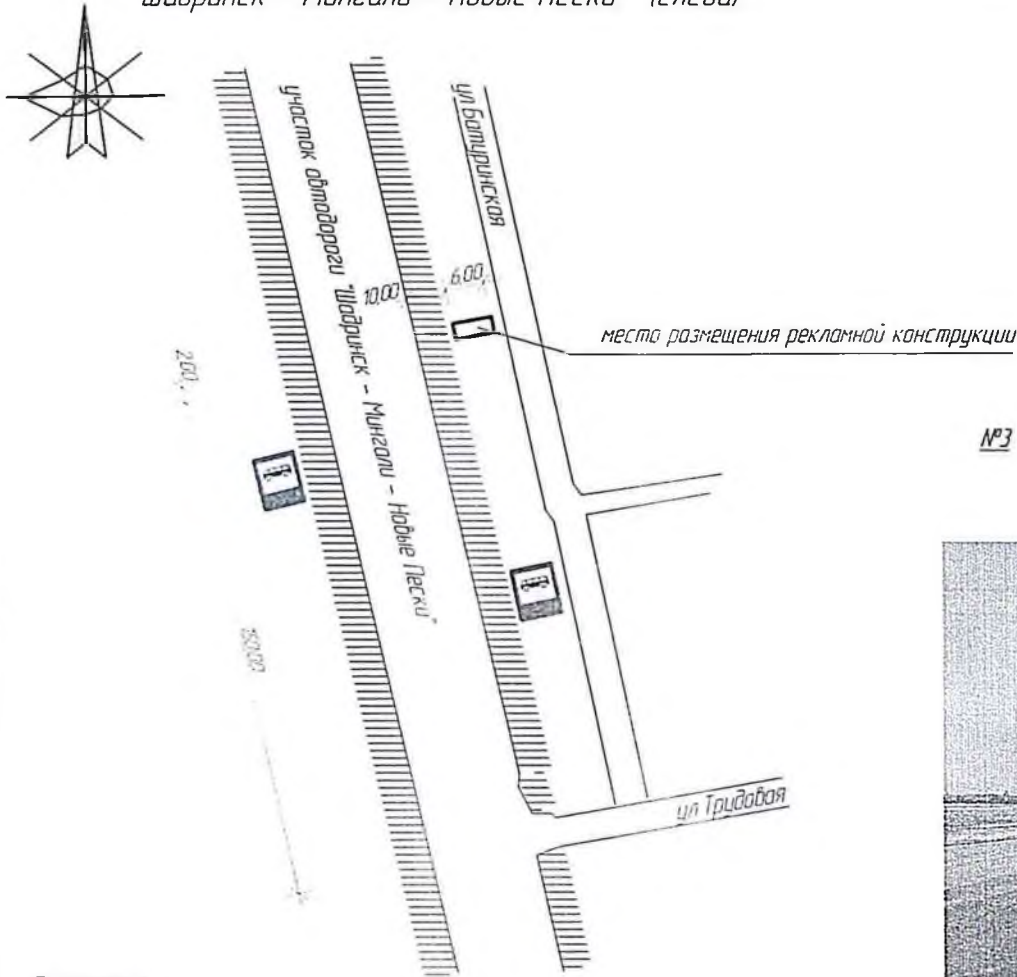 Шадринск - Мингали - Новые Пески" (слева)
участок автодороги "Шадринск - Мингали - Новые Пески"
ул Батуринская
10,00
6,00
место размещения рекламной конструкции
№3
ул Трудовая